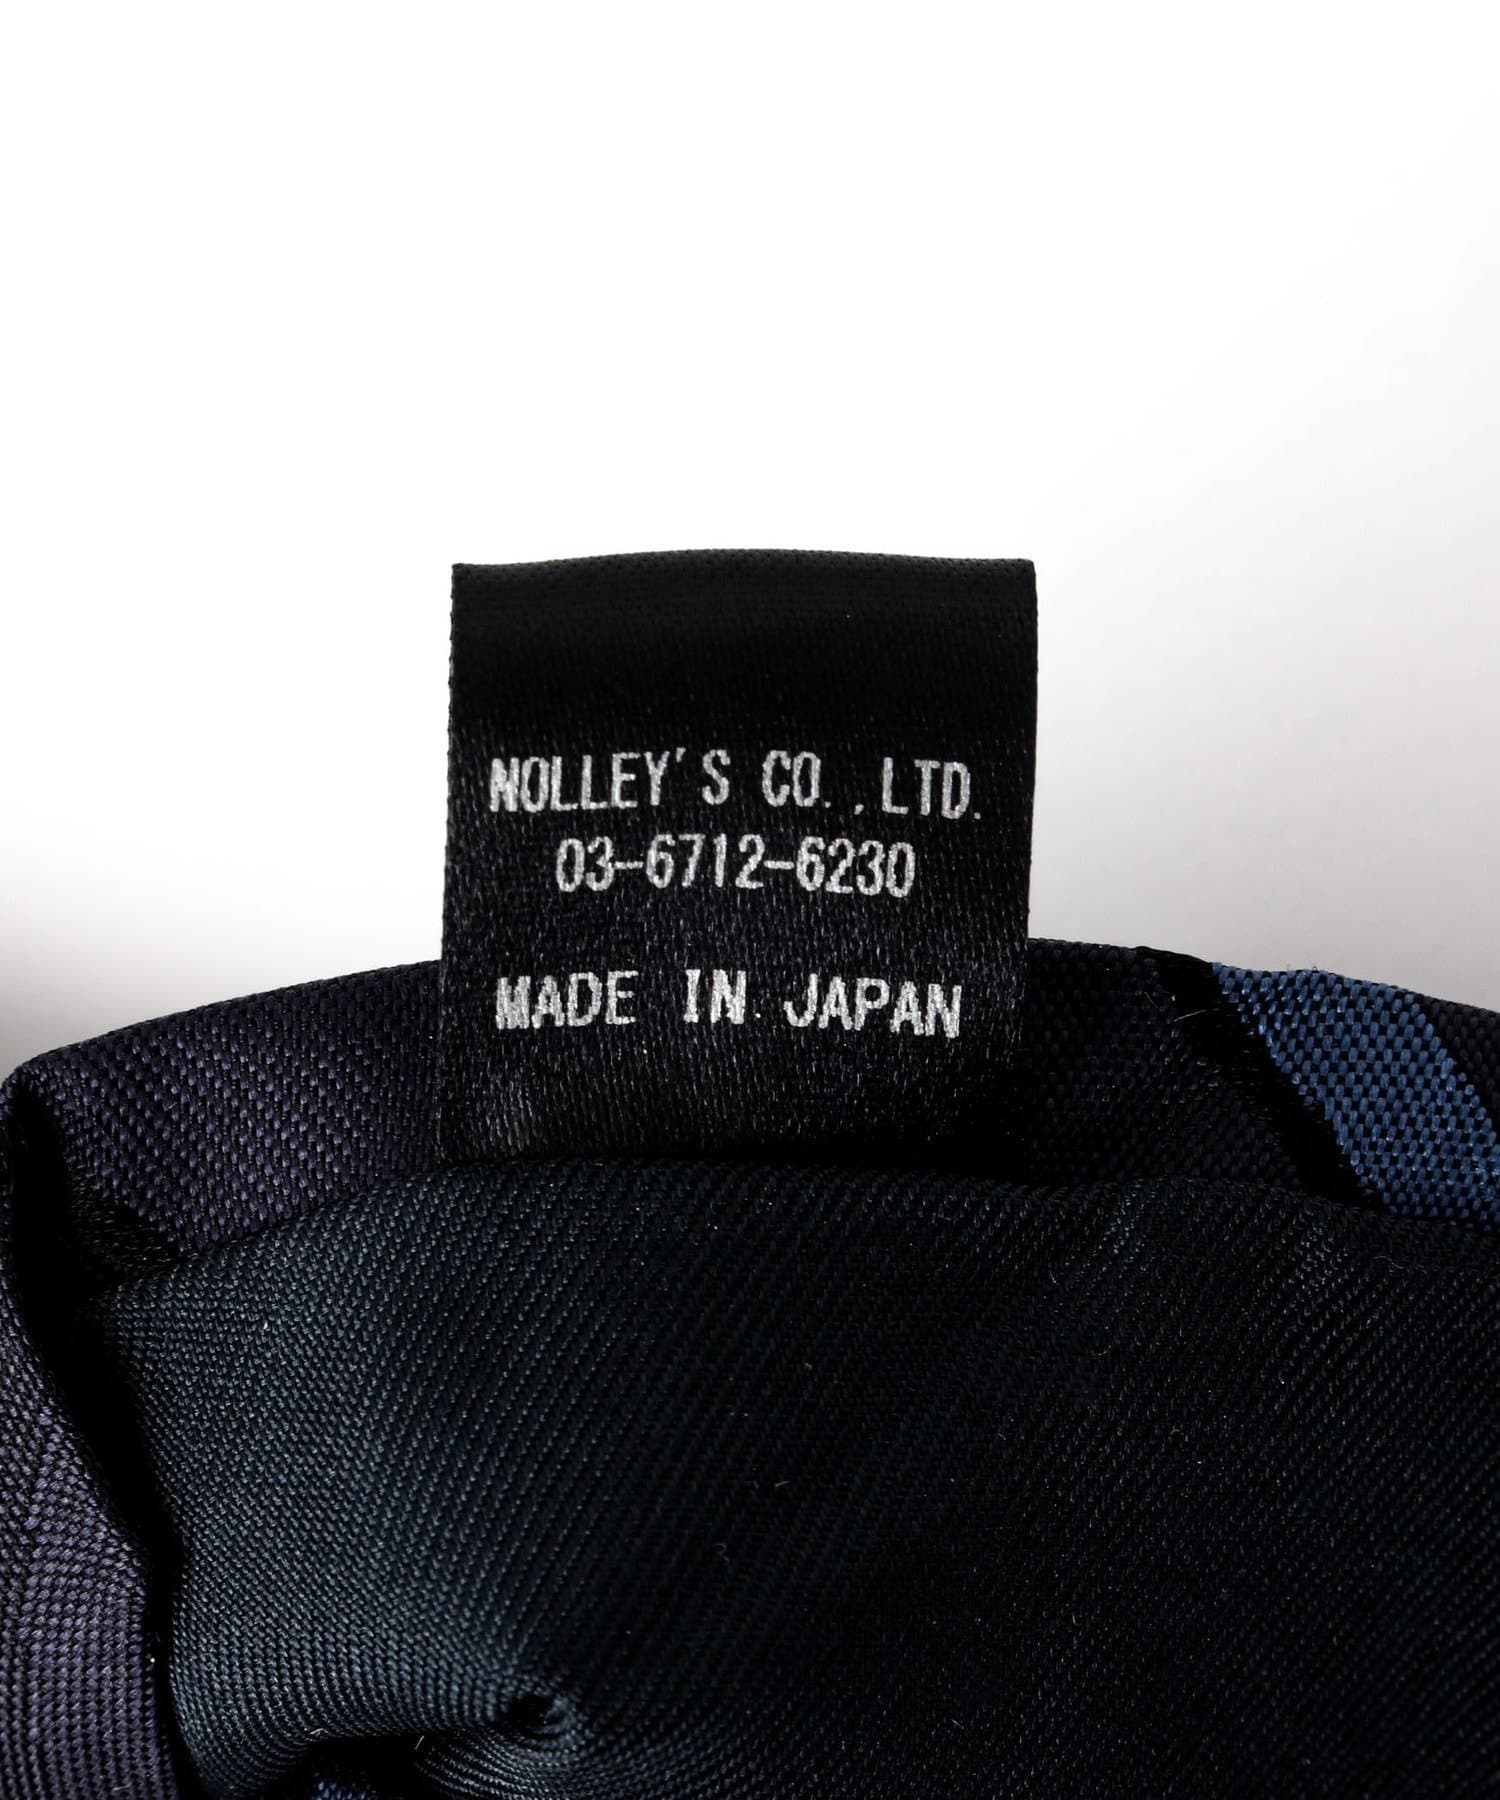 NOLLEY'S CO.,LTD.
03-6712-6230
MADE IN JAPAN